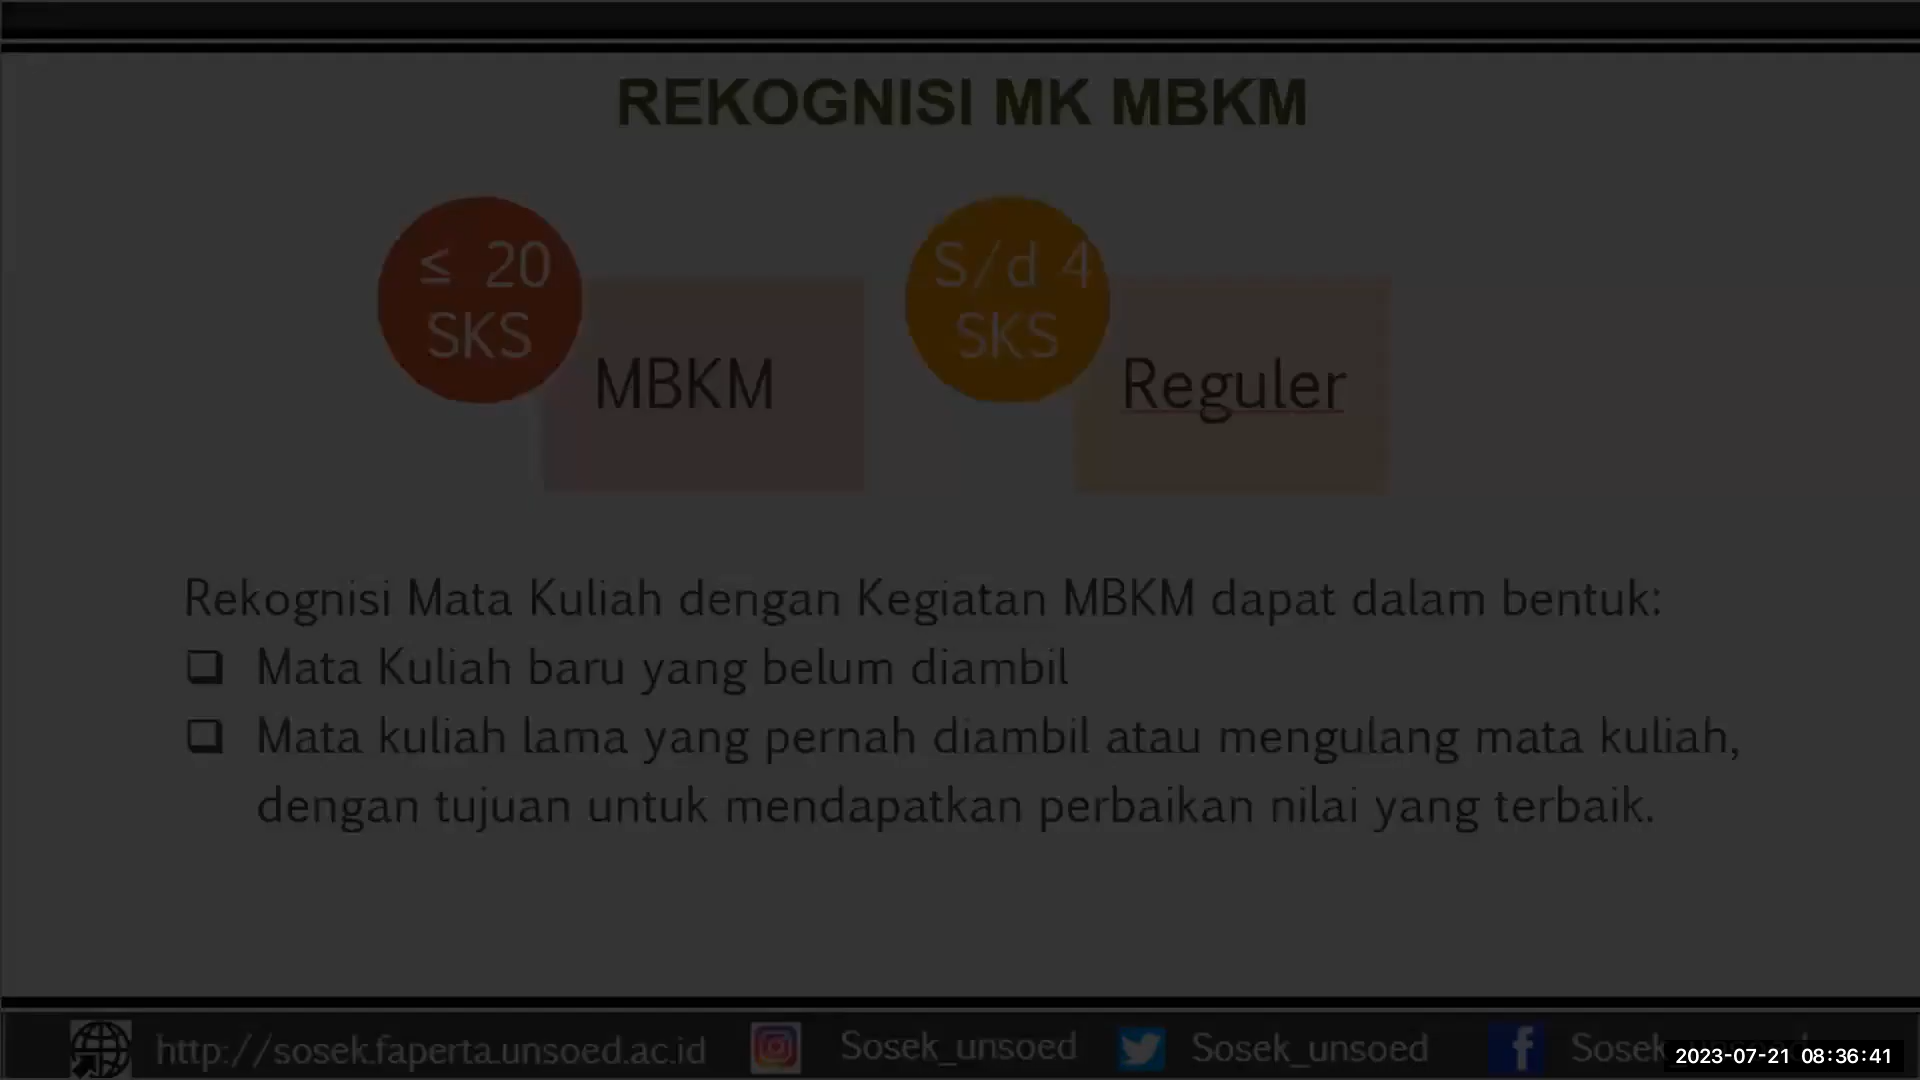 REKOGNISI MK MBKM
≤ 20
SKS
MBKM
S/d 4
SKS
Reguler
Rekognisi Mata Kuliah dengan Kegiatan MBKM dapat dalam bentuk:
❑ Mata Kuliah baru yang belum diambil
❑ Mata kuliah lama yang pernah diambil atau mengulang mata kuliah,
dengan tujuan untuk mendapatkan perbaikan nilai yang terbaik.
http://sosek.faperta.unsoed.ac.id Sosek_unsoed Sosek_unsoed Sosek_unsoed
2023-07-21 08:36:41